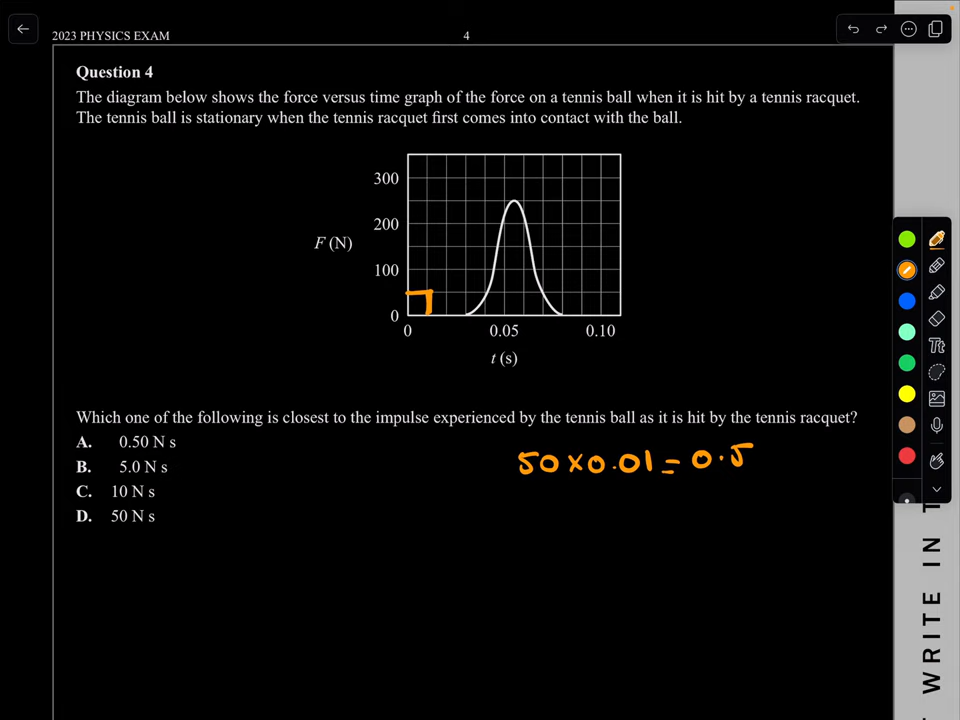 2023 PHYSICS EXAM
4
Question 4
The diagram below shows the force versus time graph of the force on a tennis ball when it is hit by a tennis racquet.
The tennis ball is stationary when the tennis racquet first comes into contact with the ball.
300
200
F (N)
100
0
0 0.05 0.10
t (s)
Which one of the following is closest to the impulse experienced by the tennis ball as it is hit by the tennis racquet?
A. 0.50 N s
B. 5.0 N s
C. 10 N s
D. 50 N s
50 × 0.01 = 0.5
Tt
WRITE IN